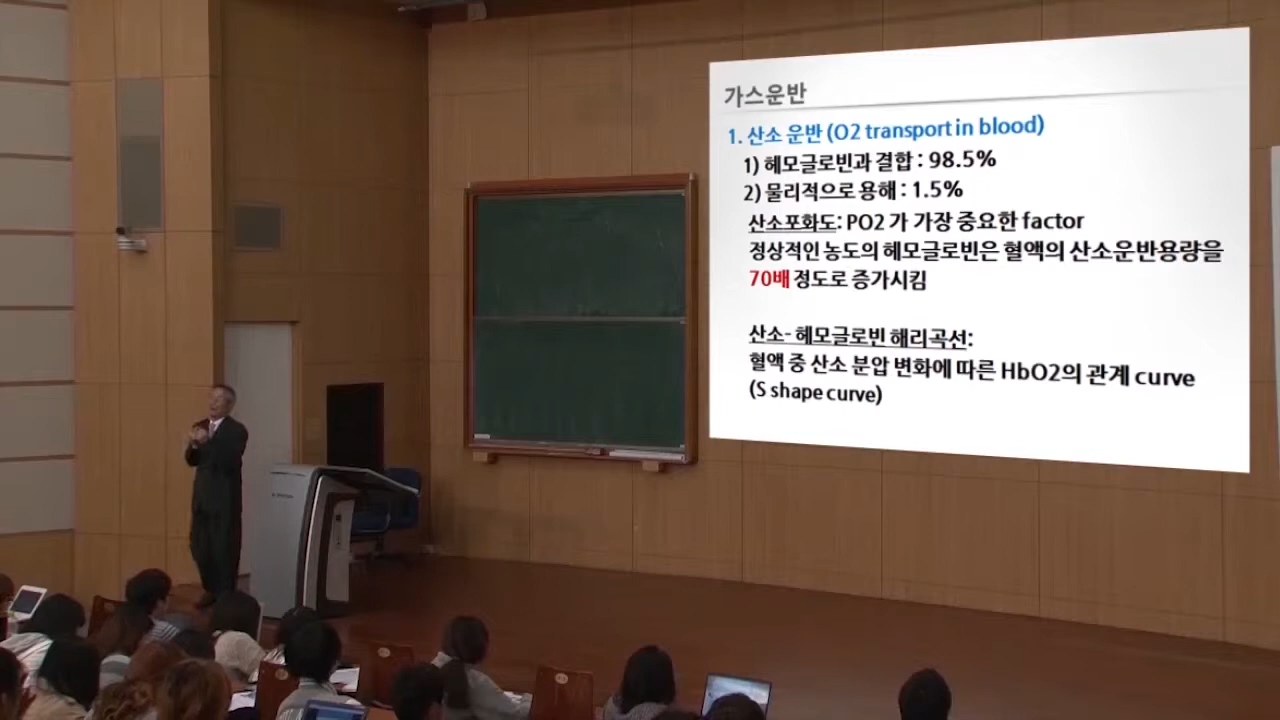 가스운반
1. 산소 운반 (O2 transport in blood)
1) 헤모글로빈과 결합 : 98.5%
2) 물리적으로 용해 : 1.5%
산소포화도: PO2 가 가장 중요한 factor
정상적인 농도의 헤모글로빈은 혈액의 산소운반용량을
70배 정도로 증가시킴
산소- 헤모글로빈 해리곡선:
혈액 중 산소 분압 변화에 따른 HbO2의 관계 curve
(S shape curve)